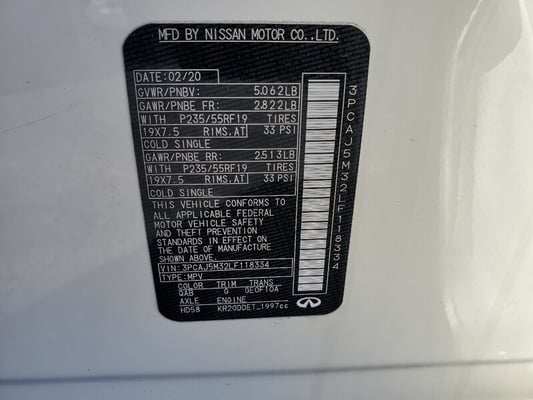 MFD BY NISSAN MOTOR CO.,LTD.
DATE:02/20
GVWR/PNBV: 5,062LB
GAWR/PNBE FR: 2,822LB
WITH P235/55RF19 TIRES
19X7.5 RIMS.AT 33 PSI
COLD SINGLE
GAWR/PNBE RR: 2,513LB
WITH P235/55RF19 TIRES
19X7.5 RIMS.AT 33 PSI
COLD SINGLE
THIS VEHICLE CONFORMS TO
ALL APPLICABLE FEDERAL
MOTOR VEHICLE SAFETY
AND THEFT PREVENTION
STANDARDS IN EFFECT ON
THE DATE OF MANUFACTURE
SHOWN ABOVE.
VIN:3PCAJ5M32LF118334
TYPE:MPV
COLOR TRIM TRANS
QAB G GE0F10A
AXLE ENGINE
HD58 KR20DDET_1997cc
3PCAJ5M32LF118334